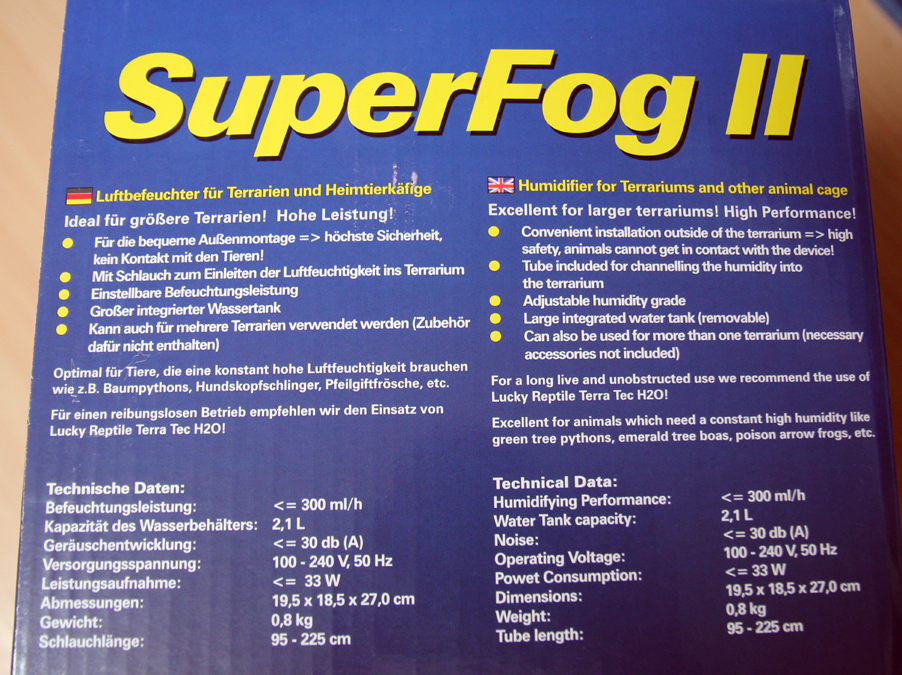 SuperFog II
Luftbefeuchter für Terrarien und Heimtierkäfige
Ideal für größere Terrarien! Hohe Leistung!
Für die bequeme Außenmontage => höchste Sicherheit,
kein Kontakt mit den Tieren!
Mit Schlauch zum Einleiten der Luftfeuchtigkeit ins Terrarium
Einstellbare Befeuchtungsleistung
Großer integrierter Wassertank
Kann auch für mehrere Terrarien verwendet werden (Zubehör
dafür nicht enthalten)
Optimal für Tiere, die eine konstant hohe Luftfeuchtigkeit brauchen
wie z.B. Baumpythons, Hundskopfschlinger, Pfeilgiftfrösche, etc.
Für einen reibungslosen Betrieb empfehlen wir den Einsatz von
Lucky Reptile Terra Tec H2O!
Technische Daten:
Befeuchtungsleistung: <= 300 ml/h
Kapazität des Wasserbehälters: 2,1 L
Geräuschentwicklung: <= 30 db (A)
Versorgungsspannung: 100 - 240 V, 50 Hz
Leistungsaufnahme: <= 33 W
Abmessungen: 19,5 x 18,5 x 27,0 cm
Gewicht: 0,8 kg
Schlauchlänge: 95 - 225 cm
Humidifier for Terrariums and other animal cage
Excellent for larger terrariums! High Performance!
Convenient installation outside of the terrarium => high
safety, animals cannot get in contact with the device!
Tube included for channelling the humidity into
the terrarium
Adjustable humidity grade
Large integrated water tank (removable)
Can also be used for more than one terrarium (necessary
accessories not included)
For a long live and unobstructed use we recommend the use of
Lucky Reptile Terra Tec H2O!
Excellent for animals which need a constant high humidity like
green tree pythons, emerald tree boas, poison arrow frogs, etc.
Technical Data:
Humidifying Performance: <= 300 ml/h
Water Tank capacity: 2,1 L
Noise: <= 30 db (A)
Operating Voltage: 100 - 240 V, 50 Hz
Powet Consumption: <= 33 W
Dimensions: 19,5 x 18,5 x 27,0 cm
Weight: 0,8 kg
Tube length: 95 - 225 cm